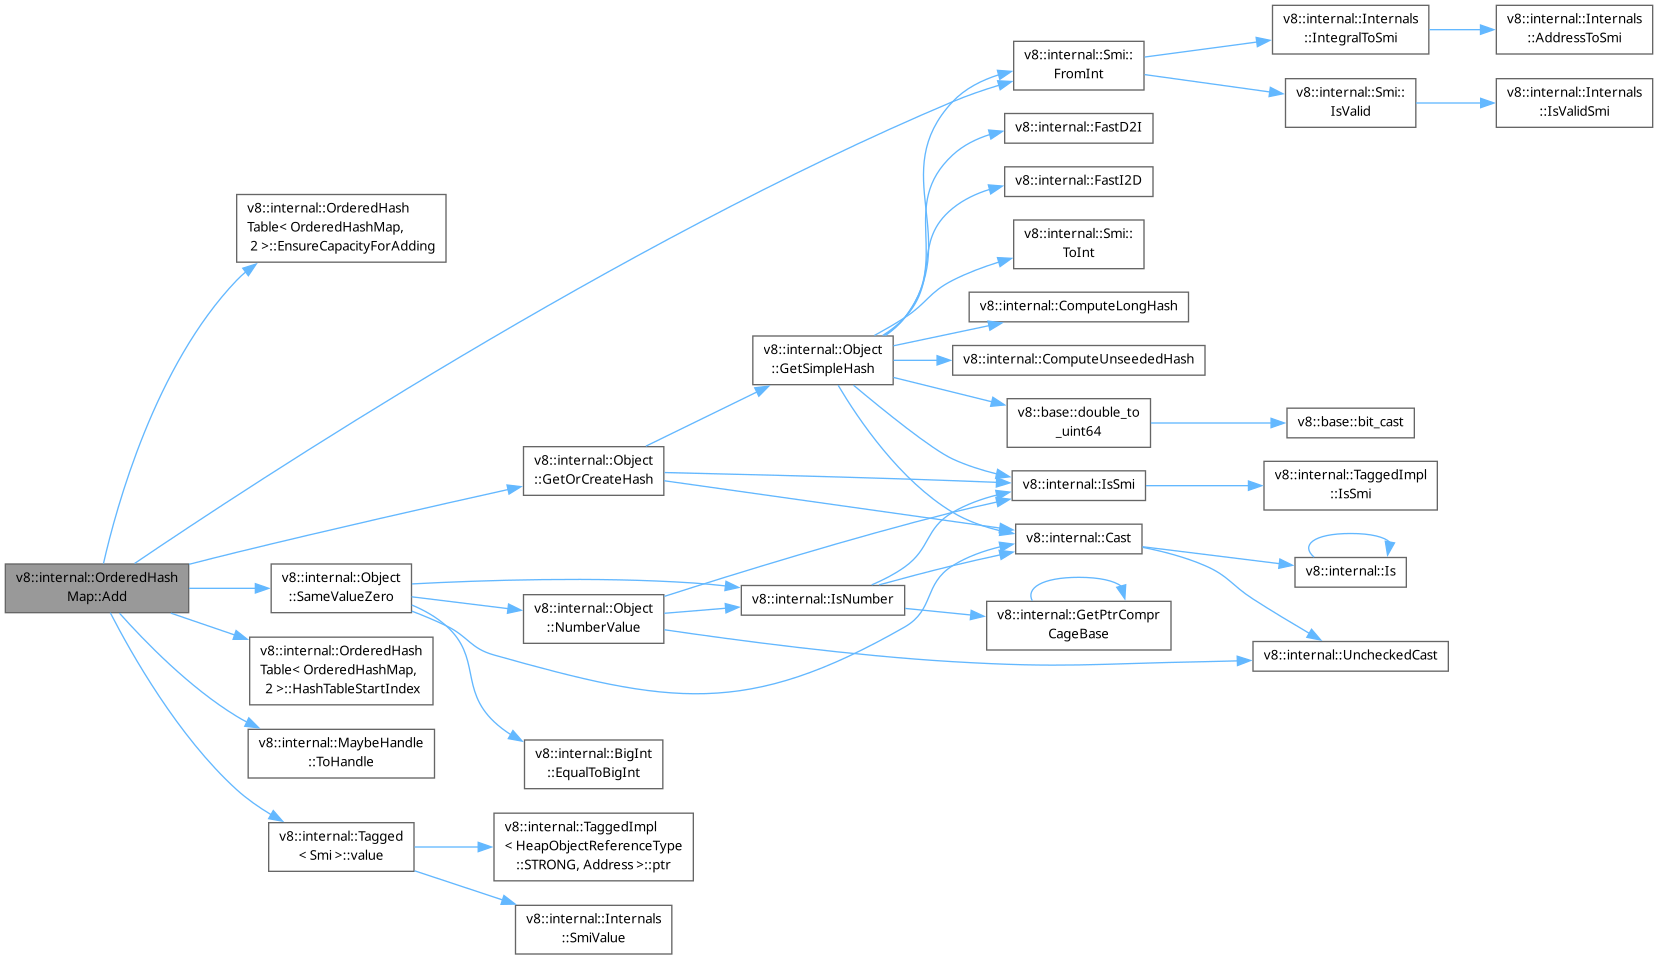 v8::internal::OrderedHash
Map::Add
v8::internal::OrderedHash
Table< OrderedHashMap,
2 >::EnsureCapacityForAdding
v8::internal::Smi::
FromInt
v8::internal::Internals
::IntegralToSmi
v8::internal::Internals
::AddressToSmi
v8::internal::Smi::
IsValid
v8::internal::Internals
::IsValidSmi
v8::internal::Object
::GetOrCreateHash
v8::internal::Object
::GetSimpleHash
v8::internal::FastD2I
v8::internal::FastI2D
v8::internal::Smi::
ToInt
v8::internal::ComputeLongHash
v8::internal::ComputeUnseededHash
v8::base::double_to
_uint64
v8::base::bit_cast
v8::internal::IsSmi
v8::internal::TaggedImpl
::IsSmi
v8::internal::Cast
v8::internal::Is
v8::internal::UncheckedCast
v8::internal::Object
::SameValueZero
v8::internal::Object
::NumberValue
v8::internal::IsNumber
v8::internal::GetPtrCompr
CageBase
v8::internal::BigInt
::EqualToBigInt
v8::internal::OrderedHash
Table< OrderedHashMap,
2 >::HashTableStartIndex
v8::internal::MaybeHandle
::ToHandle
v8::internal::Tagged
< Smi >::value
v8::internal::TaggedImpl
< HeapObjectReferenceType
::STRONG, Address >::ptr
v8::internal::Internals
::SmiValue